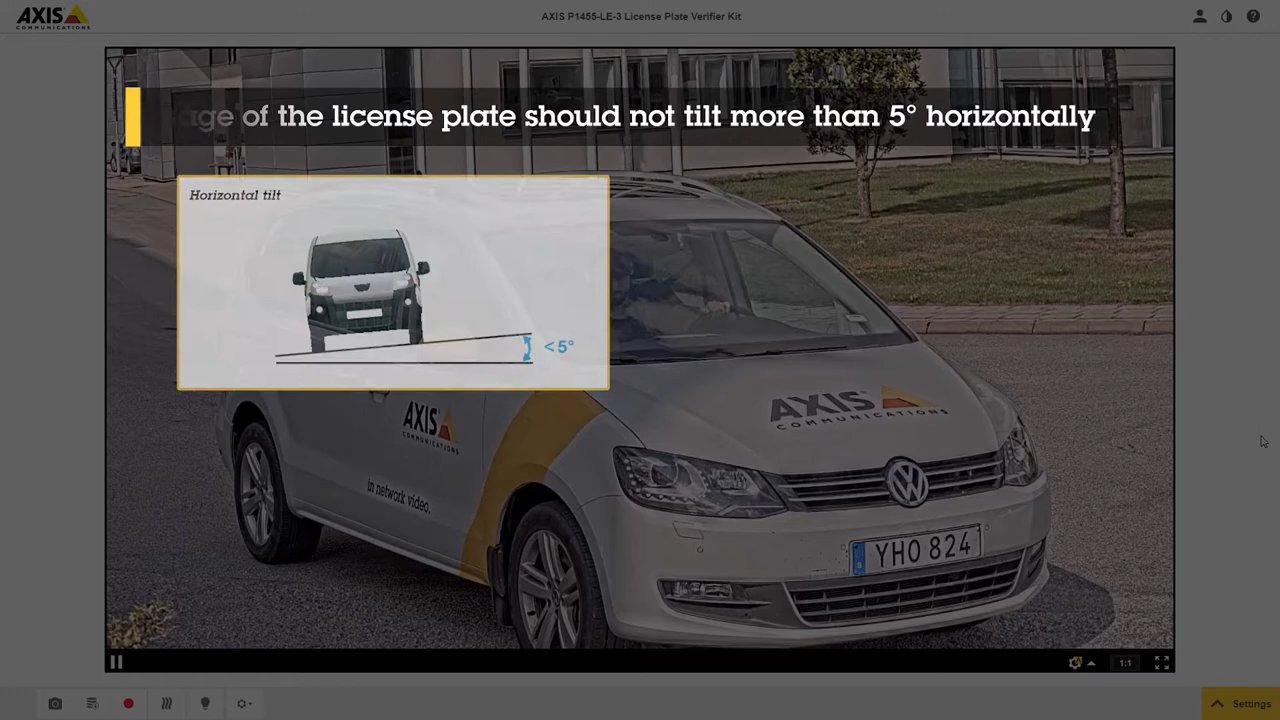 AXIS
COMMUNICATIONS
AXIS P1455-LE-3 License Plate Verifier Kit
age of the license plate should not tilt more than 5° horizontally
Horizontal tilt
<5°
AXIS
COMMUNICATIONS
AXIS
COMMUNICATIONS
in network video.
YHO 824
1:1
Settings